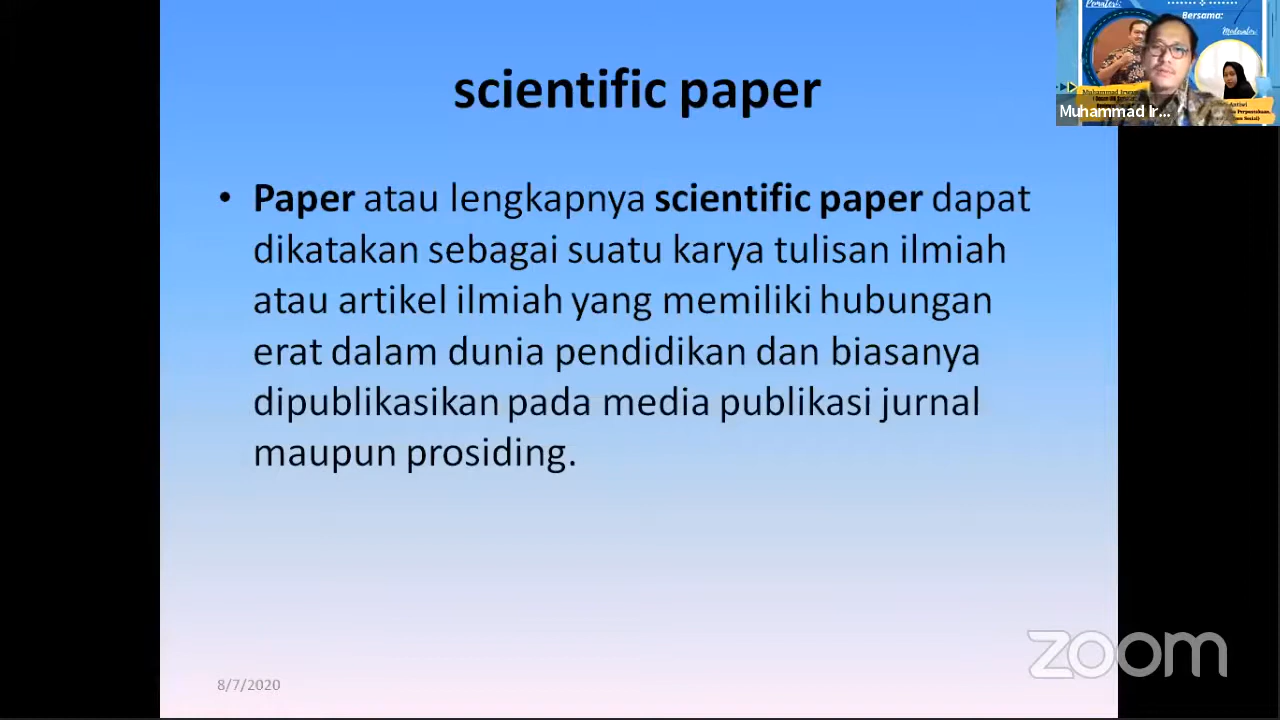 scientific paper
• Paper atau lengkapnya scientific paper dapat
dikatakan sebagai suatu karya tulisan ilmiah
atau artikel ilmiah yang memiliki hubungan
erat dalam dunia pendidikan dan biasanya
dipublikasikan pada media publikasi jurnal
maupun prosiding.
8/7/2020
zoom
Pemateri:
Bersama:
Moderator:
Muhammad Ir...